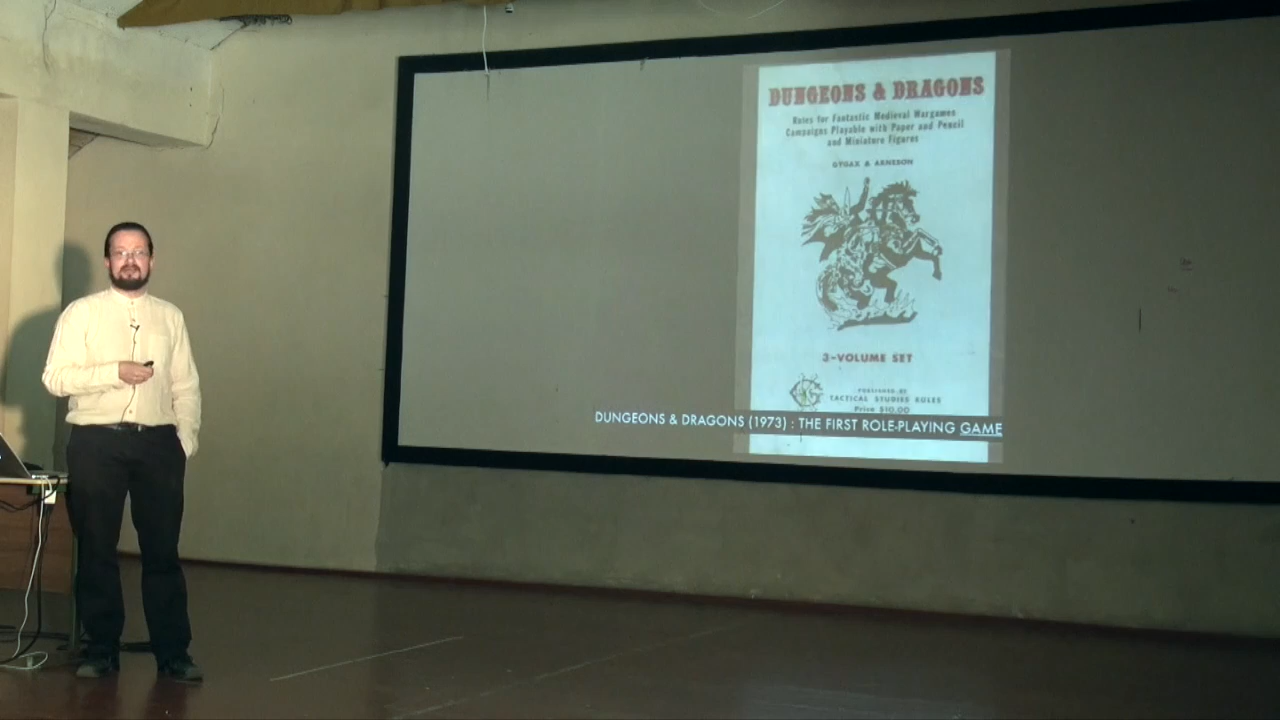 DUNGEONS & DRAGONS
Rules for Fantastic Medieval Wargames
Campaigns Playable with Paper and Pencil
and Miniature Figures
GYGAX & ARNESON
3-VOLUME SET
PUBLISHED BY
TACTICAL STUDIES RULES
Price $10.00
DUNGEONS & DRAGONS (1973) : THE FIRST ROLE-PLAYING GAME